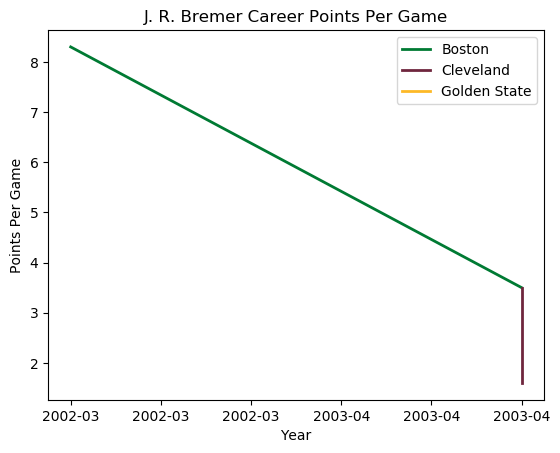 J. R. Bremer Career Points Per Game
Boston
Cleveland
Golden State
Points Per Game
8
7
6
5
4
3
2
2002-03 2002-03 2002-03 2003-04 2003-04 2003-04
Year